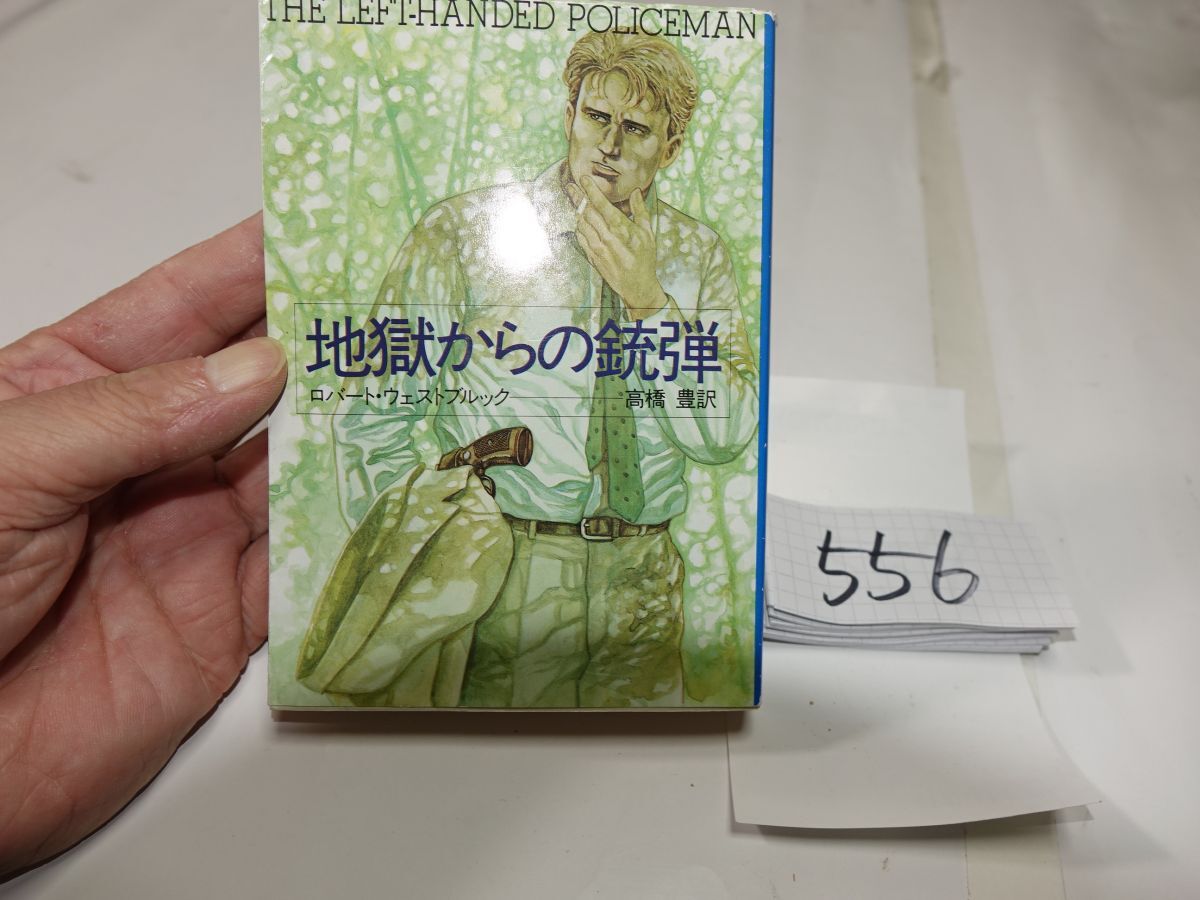 THE LEFT-HANDED POLICEMAN
地獄からの銃弾
ロバート・ウェストブルック――高橋 豊訳
556